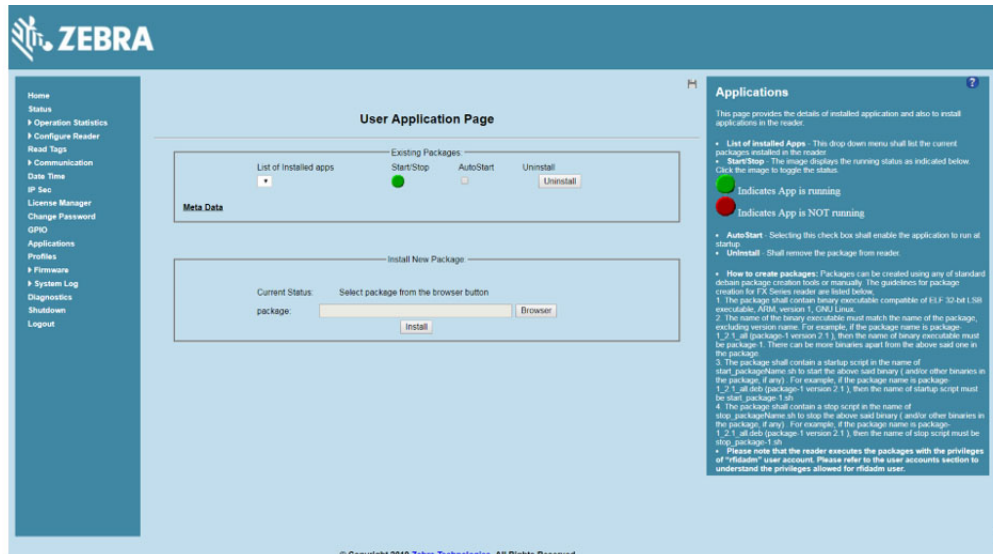 ZEBRA
Home
Status
Operation Statistics
Configure Reader
Read Tags
Communication
Date Time
IP Sec
License Manager
Change Password
GPIO
Applications
Profiles
Firmware
System Log
Diagnostics
Shutdown
Logout
User Application Page
Existing Packages.
List of Installed apps
Start/Stop
AutoStart
Uninstall
Uninstall
Meta Data
Install New Package
Current Status:
Select package from the browser button
package:
Browser
Install
?
Applications
This page provides the details of installed application and also to install
applications in the reader.
• List of installed Apps - This drop down menu shall list the current
packages installed in the reader.
• Start/Stop - The image displays the running status as indicated below.
Click the image to toggle the status.
Indicates App is running
Indicates App is NOT running
• AutoStart - Selecting this check box shall enable the application to run at
startup
• UnInstall - Shall remove the package from reader.
• How to create packages: Packages can be created using any of standard
debain package creation tools or manually. The guidelines for package
creation for FX Series reader are listed below,
1. The package shall contain binary executable compatible of ELF 32-bit LSB
executable, ARM, version 1, GNU Linux.
2. The name of the binary executable must match the name of the package,
excluding version name. For example, if the package name is package-
1_2.1_all (package-1 version 2.1 ), then the name of binary executable must
be package-1. There can be more binaries apart from the above said one in
the package.
3. The package shall contain a startup script in the name of
start_packageName.sh to start the above said binary ( and/or other binaries in
the package, if any) . For example, if the package name is package-
1_2.1_all.deb (package-1 version 2.1 ), then the name of startup script must
be start_package-1.sh
4. The package shall contain a stop script in the name of
stop_packageName.sh to stop the above said binary ( and/or other binaries in
the package, if any) . For example, if the package name is package-
1_2.1_all.deb (package-1 version 2.1 ), then the name of stop script must be
stop_package-1.sh
• Please note that the reader executes the packages with the privileges
of "rfidadm" user account. Please refer to the user accounts section to
understand the privileges allowed for rfidadm user.
© Copyright 2019 Zebra Technologies. All Rights Reserved